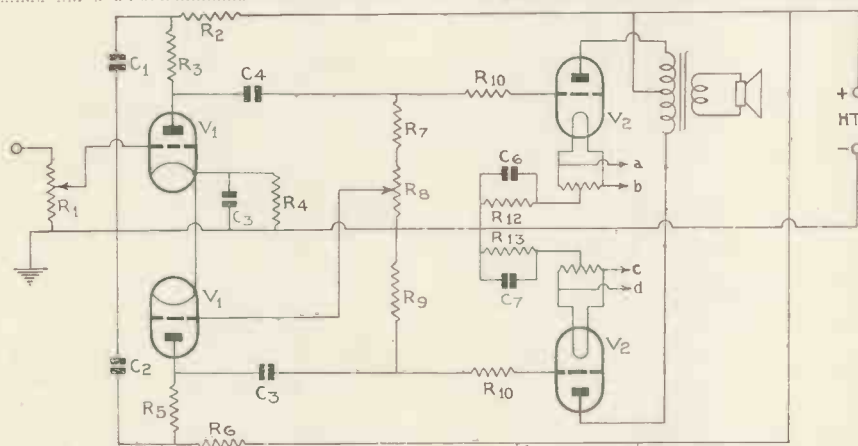 R2
C1
R3
C4
R10
V2
+
HT
-
R7
V1
C6
a
b
R1
C3
R4
R8
R12
R13
c
d
C7
V1
R9
V2
C2
C3
R10
R5
R6